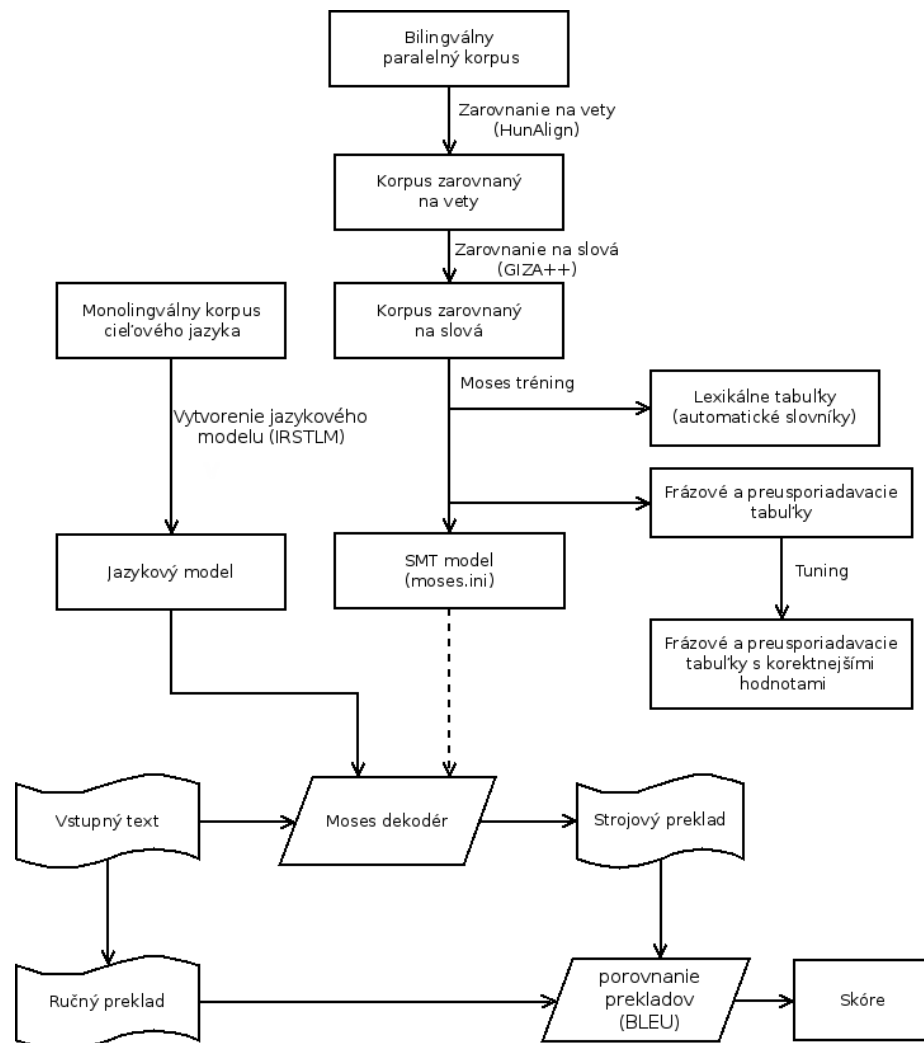 Bilingválny
paralelný korpus
Zarovnanie na vety
(HunAlign)
Korpus zarovnaný
na vety
Zarovnanie na slová
(GIZA++)
Monolingválny korpus
cieľového jazyka
Korpus zarovnaný
na slová
Moses tréning
Lexikálne tabuľky
(automatické slovníky)
Vytvorenie jazykového
modelu (IRSTLM)
Frázové a preusporiadavacie
tabuľky
Jazykový model
SMT model
(moses.ini)
Tuning
Frázové a preusporiadavacie
tabuľky s korektnejšími
hodnotami
Vstupný text
Moses dekodér
Strojový preklad
Ručný preklad
porovnanie
prekladov
(BLEU)
Skóre